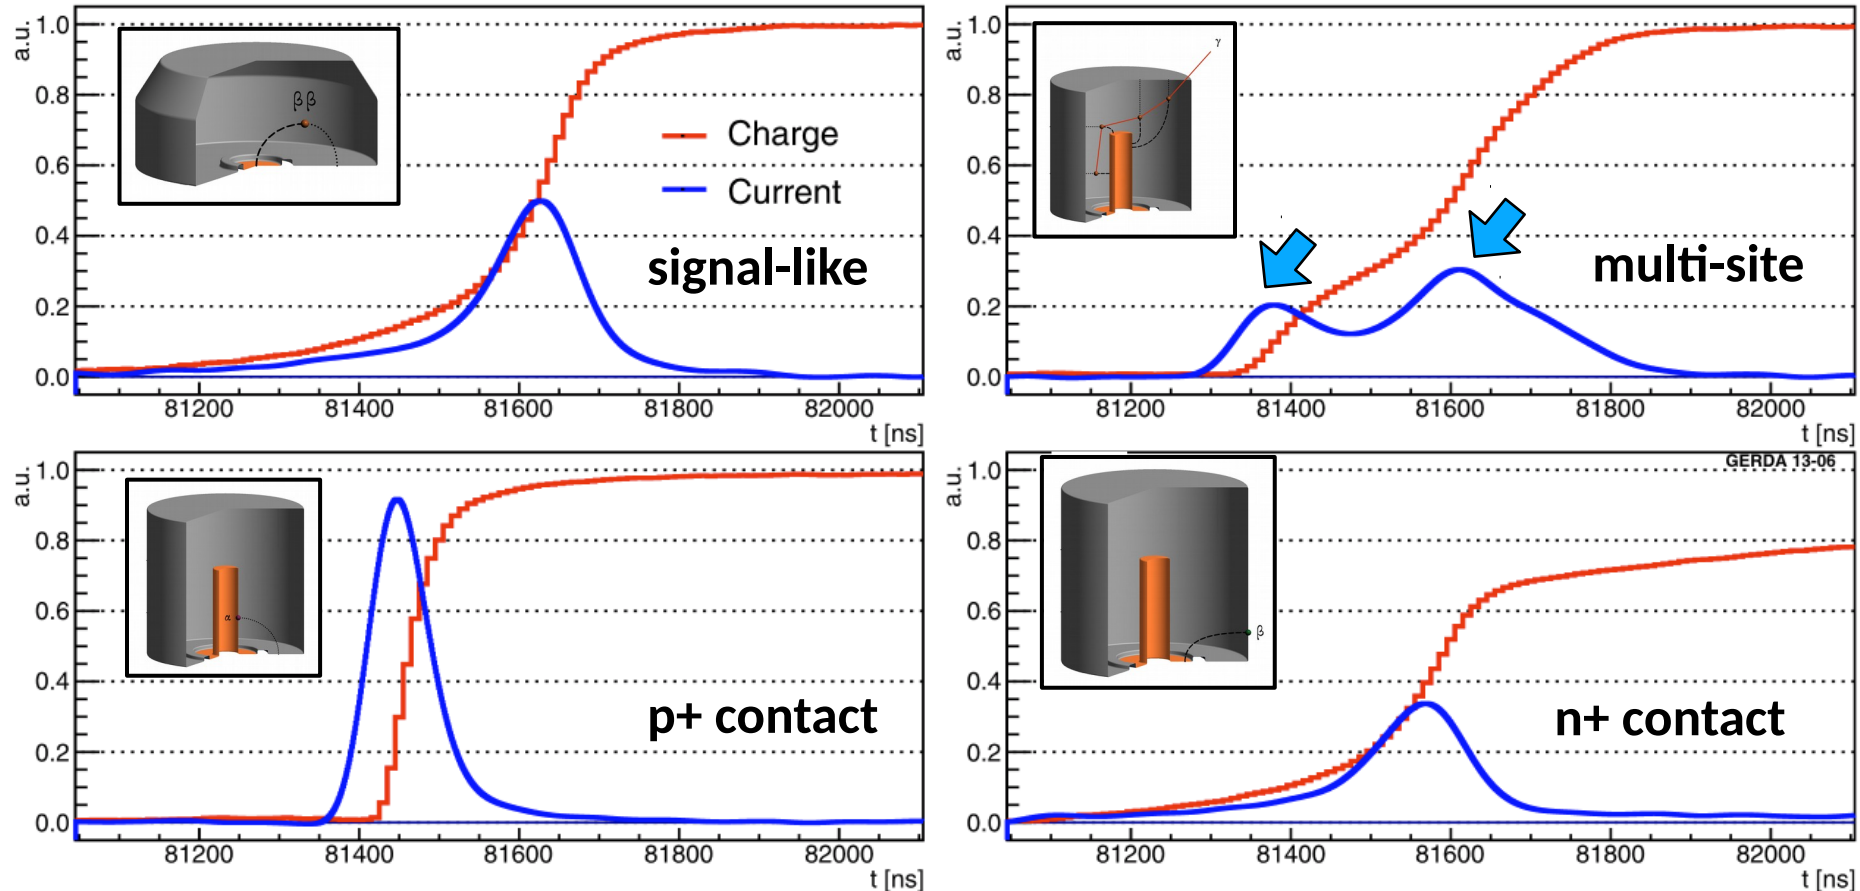 a.u.
1.0
0.8
0.6
0.4
0.2
0.0
β β
Charge
Current
signal-like
81200 81400 81600 81800 82000
t [ns]
a.u.
1.0
0.8
0.6
0.4
0.2
0.0
γ
multi-site
81200 81400 81600 81800 82000
t [ns]
a.u.
1.0
0.8
0.6
0.4
0.2
0.0
α
p+ contact
81200 81400 81600 81800 82000
t [ns]
a.u.
1.0
0.8
0.6
0.4
0.2
0.0
GERDA 13-06
β
n+ contact
81200 81400 81600 81800 82000
t [ns]